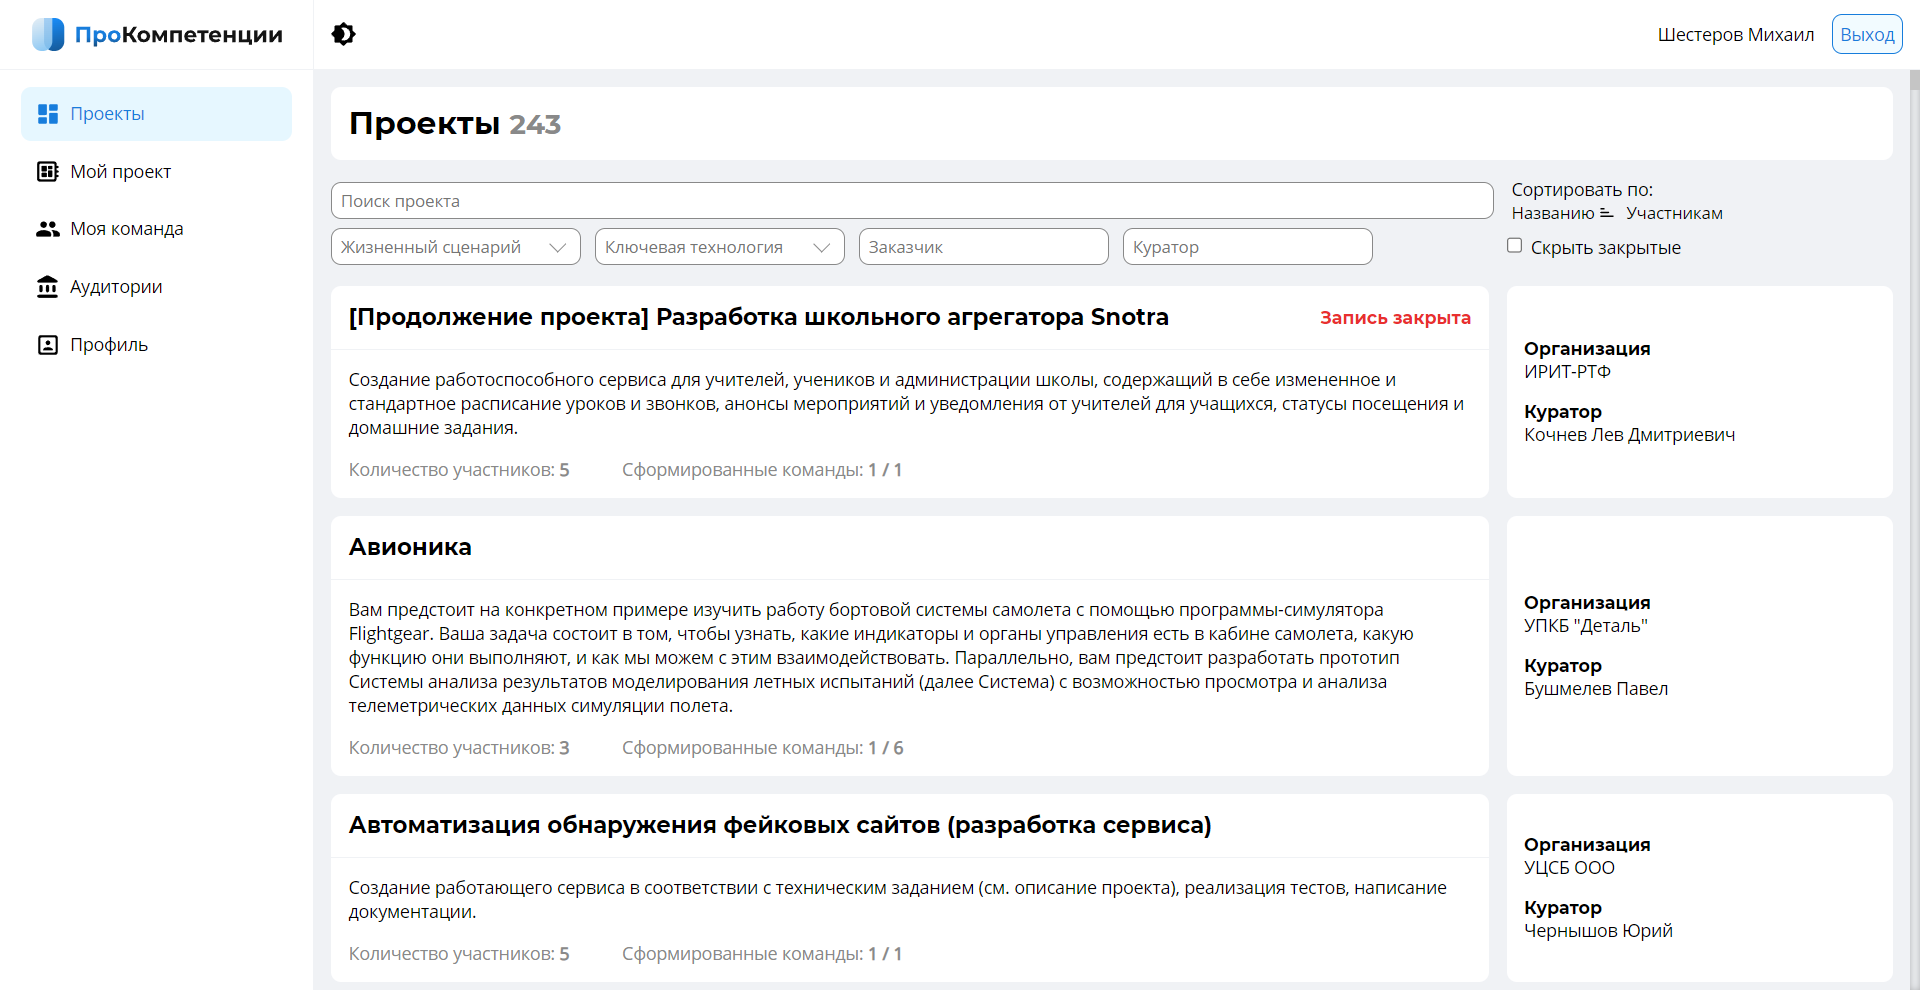 ПроКомпетенции
Шестеров Михаил
Выход
Проекты
Мой проект
Моя команда
Аудитории
Профиль
Проекты 243
Поиск проекта
Сортировать по:
Названию Участникам
Жизненный сценарий
Ключевая технология
Заказчик
Куратор
Скрыть закрытые
[Продолжение проекта] Разработка школьного агрегатора Snotra
Запись закрыта
Создание работоспособного сервиса для учителей, учеников и администрации школы, содержащий в себе измененное и
стандартное расписание уроков и звонков, анонсы мероприятий и уведомления от учителей для учащихся, статусы посещения и
домашние задания.
Количество участников: 5 Сформированные команды: 1 / 1
Организация
ИРИТ-РТФ
Куратор
Кочнев Лев Дмитриевич
Авионика
Вам предстоит на конкретном примере изучить работу бортовой системы самолета с помощью программы-симулятора
Flightgear. Ваша задача состоит в том, чтобы узнать, какие индикаторы и органы управления есть в кабине самолета, какую
функцию они выполняют, и как мы можем с этим взаимодействовать. Параллельно, вам предстоит разработать прототип
Системы анализа результатов моделирования летных испытаний (далее Система) с возможностью просмотра и анализа
телеметрических данных симуляции полета.
Количество участников: 3 Сформированные команды: 1 / 6
Организация
УПКБ "Деталь"
Куратор
Бушмелев Павел
Автоматизация обнаружения фейковых сайтов (разработка сервиса)
Создание работающего сервиса в соответствии с техническим заданием (см. описание проекта), реализация тестов, написание
документации.
Количество участников: 5 Сформированные команды: 1 / 1
Организация
УЦСБ ООО
Куратор
Чернышов Юрий